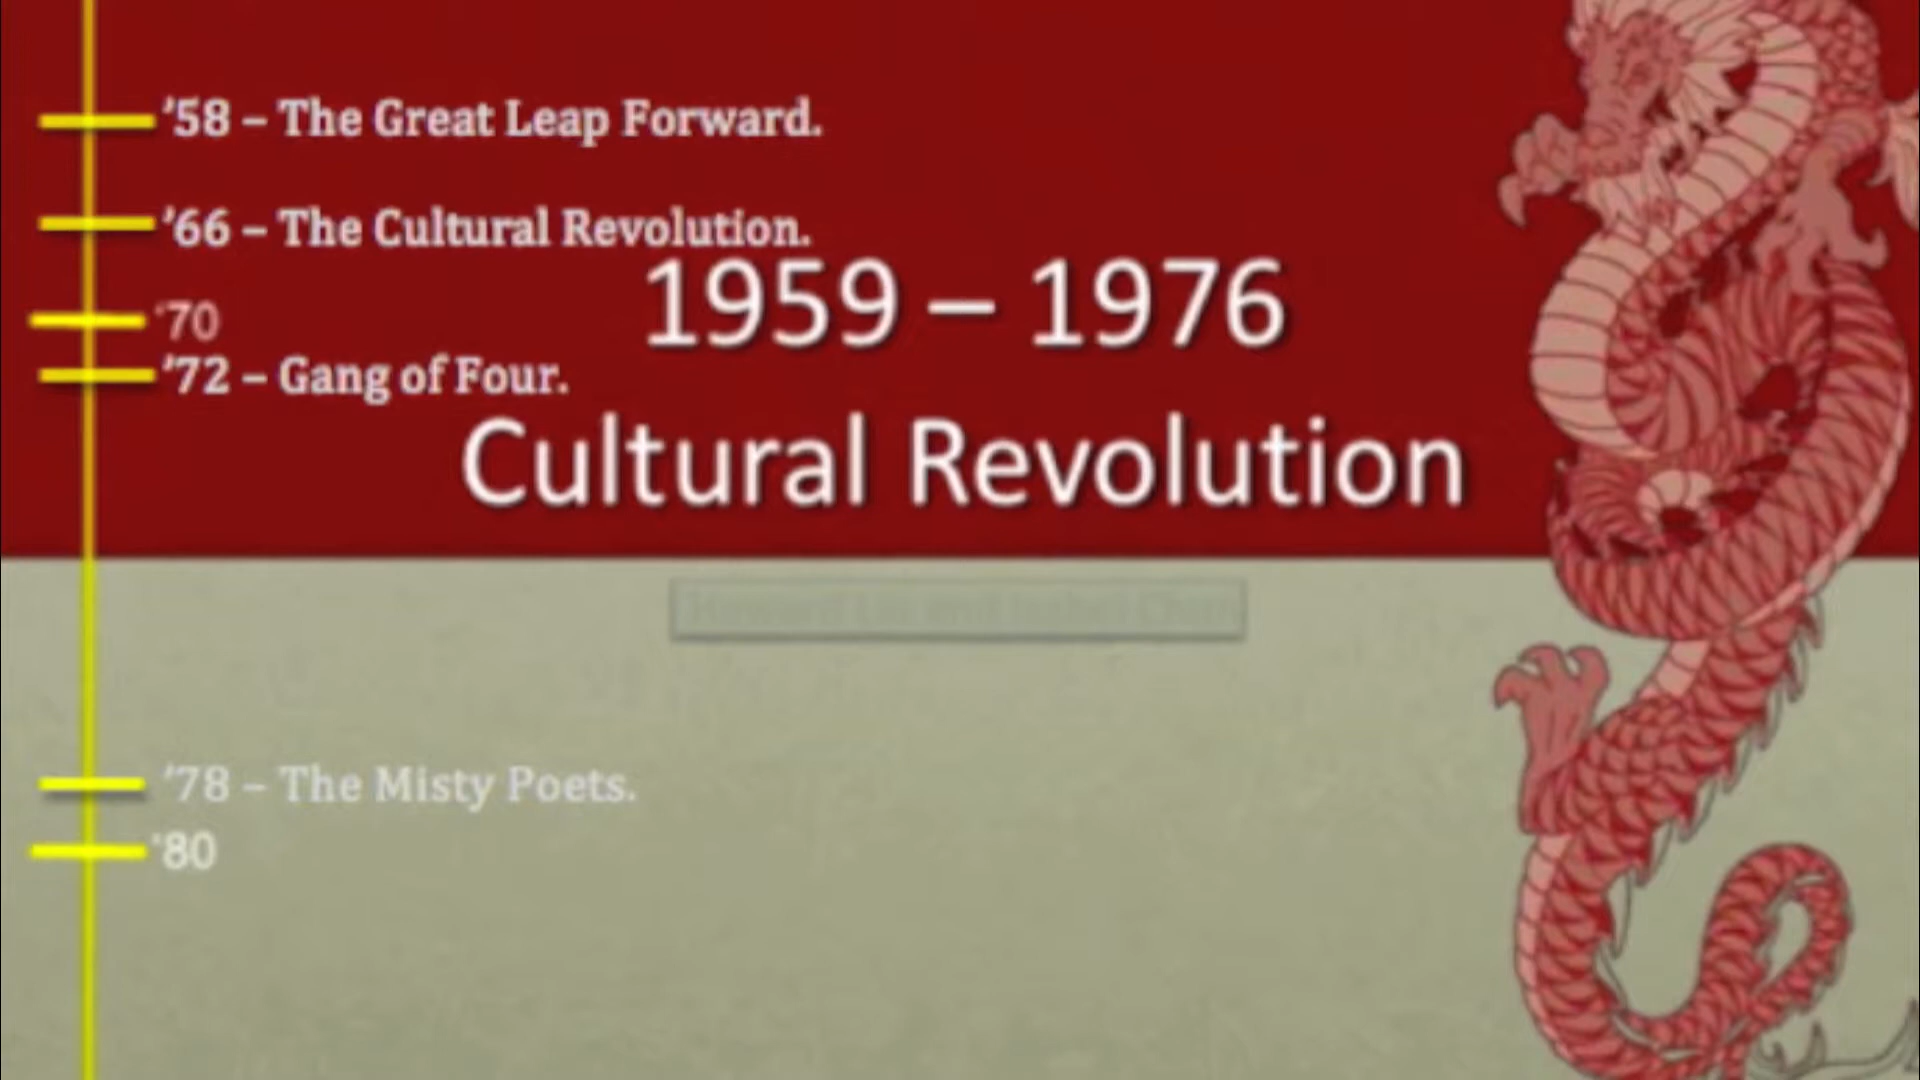 ’58 – The Great Leap Forward.
’66 – The Cultural Revolution.
1959 – 1976
‘70
’72 – Gang of Four.
Cultural Revolution
’78 – The Misty Poets.
‘80